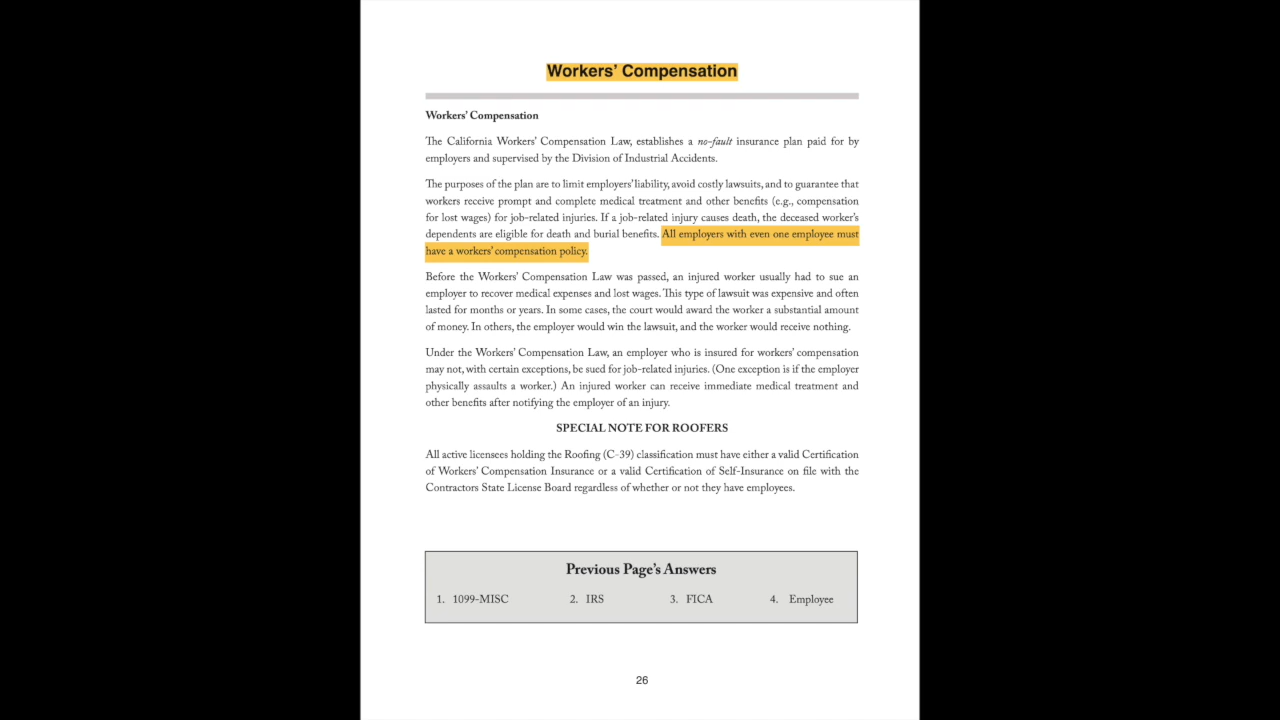 Workers’ Compensation
Workers’ Compensation
The California Workers’ Compensation Law, establishes a no-fault insurance plan paid for by
employers and supervised by the Division of Industrial Accidents.
The purposes of the plan are to limit employers’ liability, avoid costly lawsuits, and to guarantee that
workers receive prompt and complete medical treatment and other benefits (e.g., compensation
for lost wages) for job-related injuries. If a job-related injury causes death, the deceased worker’s
dependents are eligible for death and burial benefits. All employers with even one employee must
have a workers’ compensation policy.
Before the Workers’ Compensation Law was passed, an injured worker usually had to sue an
employer to recover medical expenses and lost wages. This type of lawsuit was expensive and often
lasted for months or years. In some cases, the court would award the worker a substantial amount
of money. In others, the employer would win the lawsuit, and the worker would receive nothing.
Under the Workers’ Compensation Law, an employer who is insured for workers’ compensation
may not, with certain exceptions, be sued for job-related injuries. (One exception is if the employer
physically assaults a worker.) An injured worker can receive immediate medical treatment and
other benefits after notifying the employer of an injury.
SPECIAL NOTE FOR ROOFERS
All active licensees holding the Roofing (C-39) classification must have either a valid Certification
of Workers’ Compensation Insurance or a valid Certification of Self-Insurance on file with the
Contractors State License Board regardless of whether or not they have employees.
Previous Page’s Answers
1. 1099-MISC 2. IRS 3. FICA 4. Employee
26